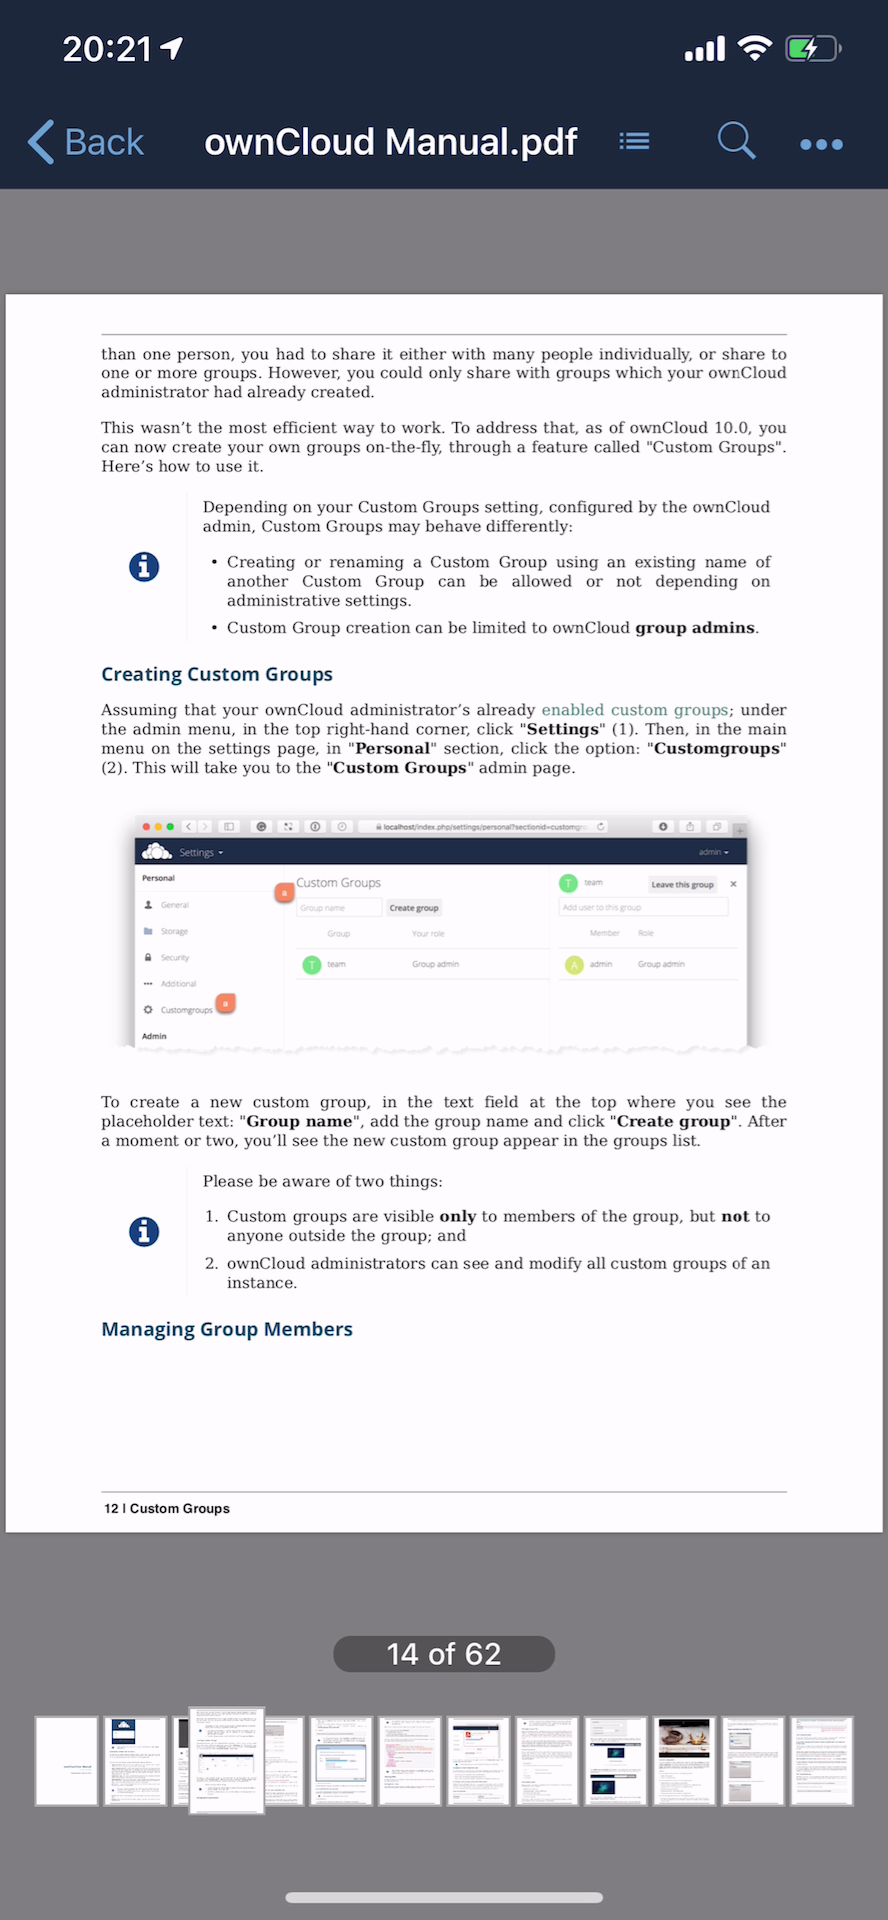 20:21
Back
ownCloud Manual.pdf
than one person, you had to share it either with many people individually, or share to
one or more groups. However, you could only share with groups which your ownCloud
administrator had already created.
This wasn’t the most efficient way to work. To address that, as of ownCloud 10.0, you
can now create your own groups on-the-fly, through a feature called "Custom Groups".
Here’s how to use it.
Depending on your Custom Groups setting, configured by the ownCloud
admin, Custom Groups may behave differently:
• Creating or renaming a Custom Group using an existing name of
another Custom Group can be allowed or not depending on
administrative settings.
• Custom Group creation can be limited to ownCloud group admins.
Creating Custom Groups
Assuming that your ownCloud administrator’s already enabled custom groups; under
the admin menu, in the top right-hand corner, click "Settings" (1). Then, in the main
menu on the settings page, in "Personal" section, click the option: "Customgroups"
(2). This will take you to the "Custom Groups" admin page.
localhost/index.php/settings/personal?sectionid=customgr
Settings
admin
Personal
General
Storage
Security
Additional
Customgroups
a
Admin
a
Custom Groups
Group name
Create group
Group
Your role
T
team
Group admin
T
team
Leave this group
×
Add user to this group
Member
Role
A
admin
Group admin
To create a new custom group, in the text field at the top where you see the
placeholder text: "Group name", add the group name and click "Create group". After
a moment or two, you’ll see the new custom group appear in the groups list.
Please be aware of two things:
1. Custom groups are visible only to members of the group, but not to
anyone outside the group; and
2. ownCloud administrators can see and modify all custom groups of an
instance.
Managing Group Members
12 | Custom Groups
14 of 62